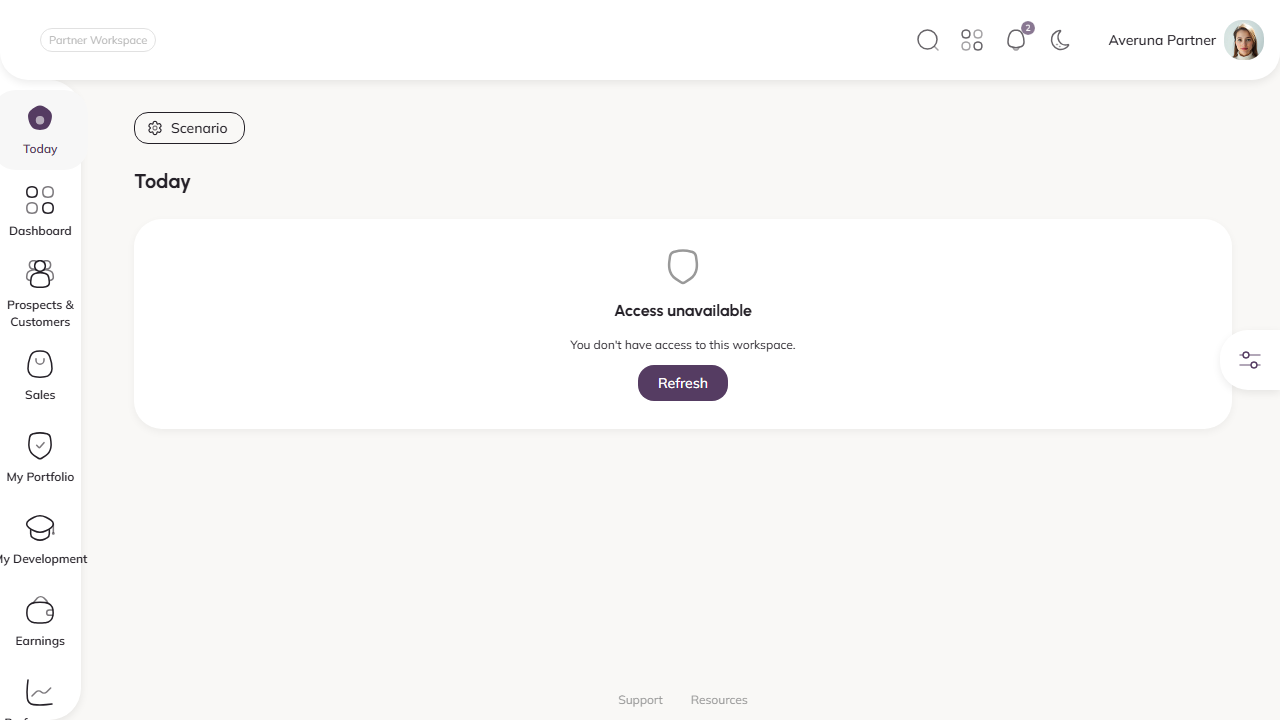 Partner Workspace
2
Averuna Partner
Today
Dashboard
Prospects &
Customers
Sales
My Portfolio
My Development
Earnings
Scenario
Today
Access unavailable
You don't have access to this workspace.
Refresh
Support
Resources